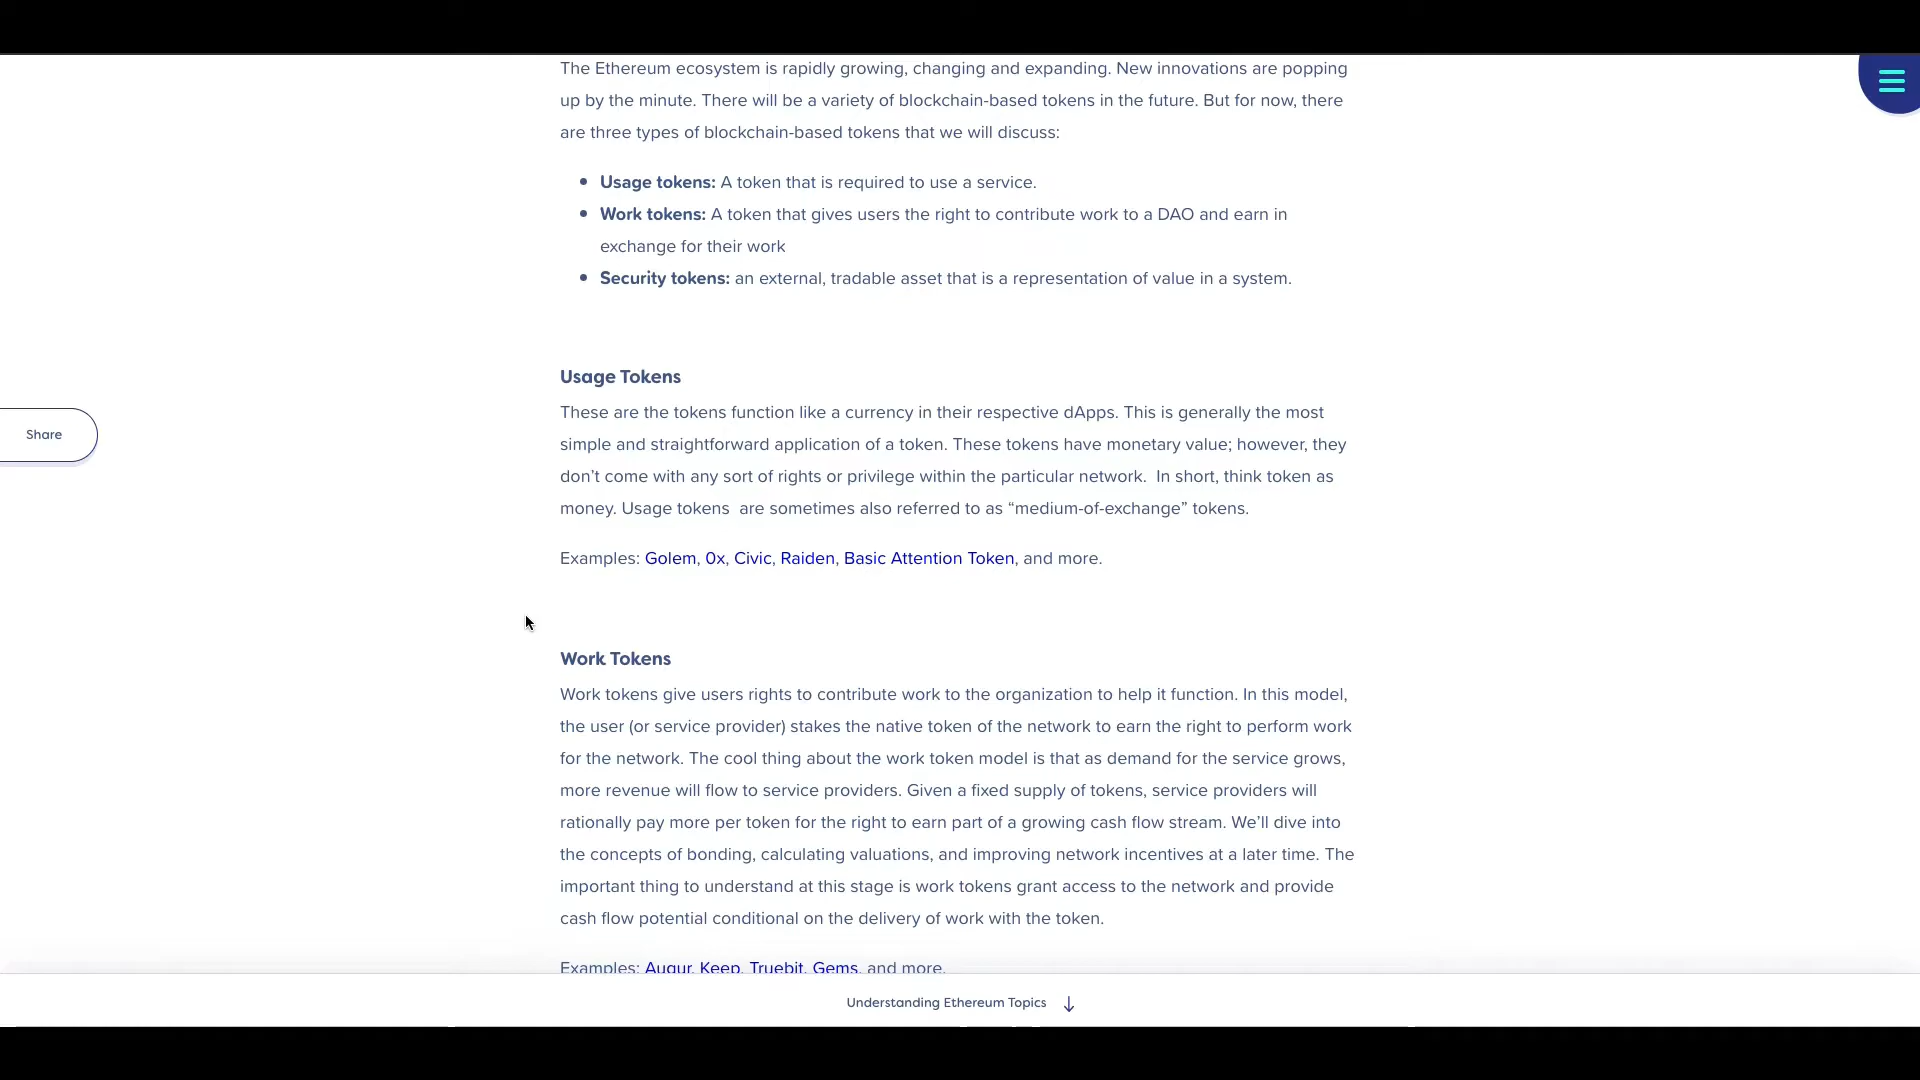 The Ethereum ecosystem is rapidly growing, changing and expanding. New innovations are popping
up by the minute. There will be a variety of blockchain-based tokens in the future. But for now, there
are three types of blockchain-based tokens that we will discuss:
Usage tokens: A token that is required to use a service.
Work tokens: A token that gives users the right to contribute work to a DAO and earn in
exchange for their work
Security tokens: an external, tradable asset that is a representation of value in a system.
Usage Tokens
These are the tokens function like a currency in their respective dApps. This is generally the most
simple and straightforward application of a token. These tokens have monetary value; however, they
don’t come with any sort of rights or privilege within the particular network.  In short, think token as
money. Usage tokens  are sometimes also referred to as “medium-of-exchange” tokens.
Share
Examples: Golem, 0x, Civic, Raiden, Basic Attention Token, and more.
Work Tokens
Work tokens give users rights to contribute work to the organization to help it function. In this model,
the user (or service provider) stakes the native token of the network to earn the right to perform work
for the network. The cool thing about the work token model is that as demand for the service grows,
more revenue will flow to service providers. Given a fixed supply of tokens, service providers will
rationally pay more per token for the right to earn part of a growing cash flow stream. We’ll dive into
the concepts of bonding, calculating valuations, and improving network incentives at a later time. The
important thing to understand at this stage is work tokens grant access to the network and provide
cash flow potential conditional on the delivery of work with the token.
Examples: Augur, Keep, Truebit, Gems, and more.
Understanding Ethereum Topics